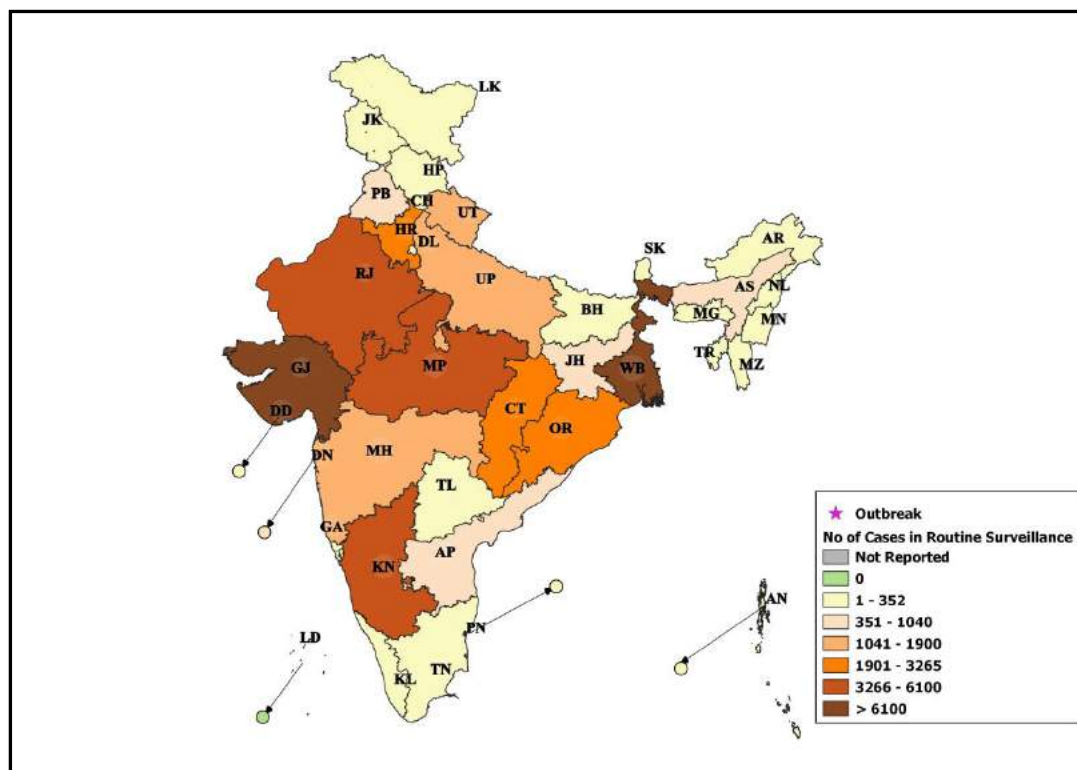 LK
JK
HP
PB
CH
UT
HR
DL
AR
SK
RJ
UP
AS
NL
BH
MG
MN
TR
MZ
JH
GJ
MP
WB
CT
DD
OR
DN
MH
TL
GA
AP
KN
AN
PN
LD
TN
KL
Outbreak
No of Cases in Routine Surveillance
Not Reported
0
1 - 352
351 - 1040
1041 - 1900
1901 - 3265
3266 - 6100
> 6100